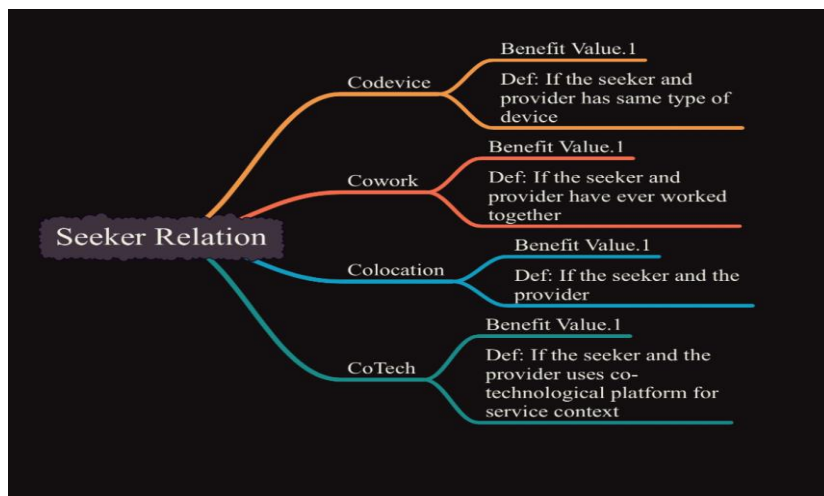 Seeker Relation
Codevice
Benefit Value.1
Def: If the seeker and
provider has same type of
device
Cowork
Benefit Value.1
Def: If the seeker and
provider have ever worked
together
Colocation
Benefit Value.1
Def: If the seeker and the
provider
CoTech
Benefit Value.1
Def: If the seeker and the
provider uses co-
technological platform for
service context